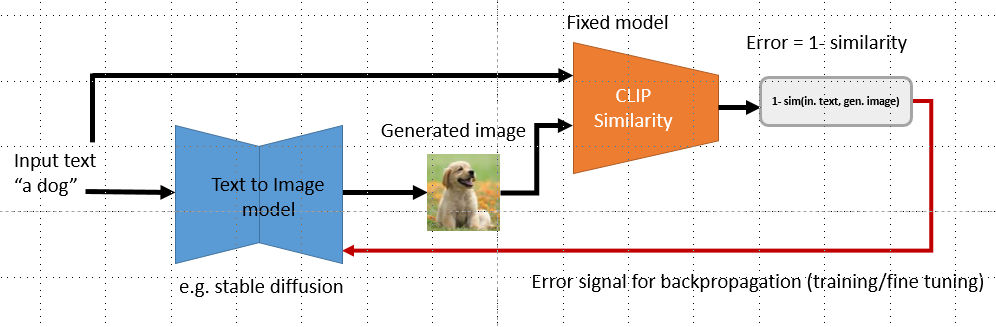 Fixed model
Error = 1- similarity
CLIP
Similarity
1- sim(in. text, gen. image)
Generated image
Input text
“a dog”
Text to Image
model
e.g. stable diffusion
Error signal for backpropagation (training/fine tuning)